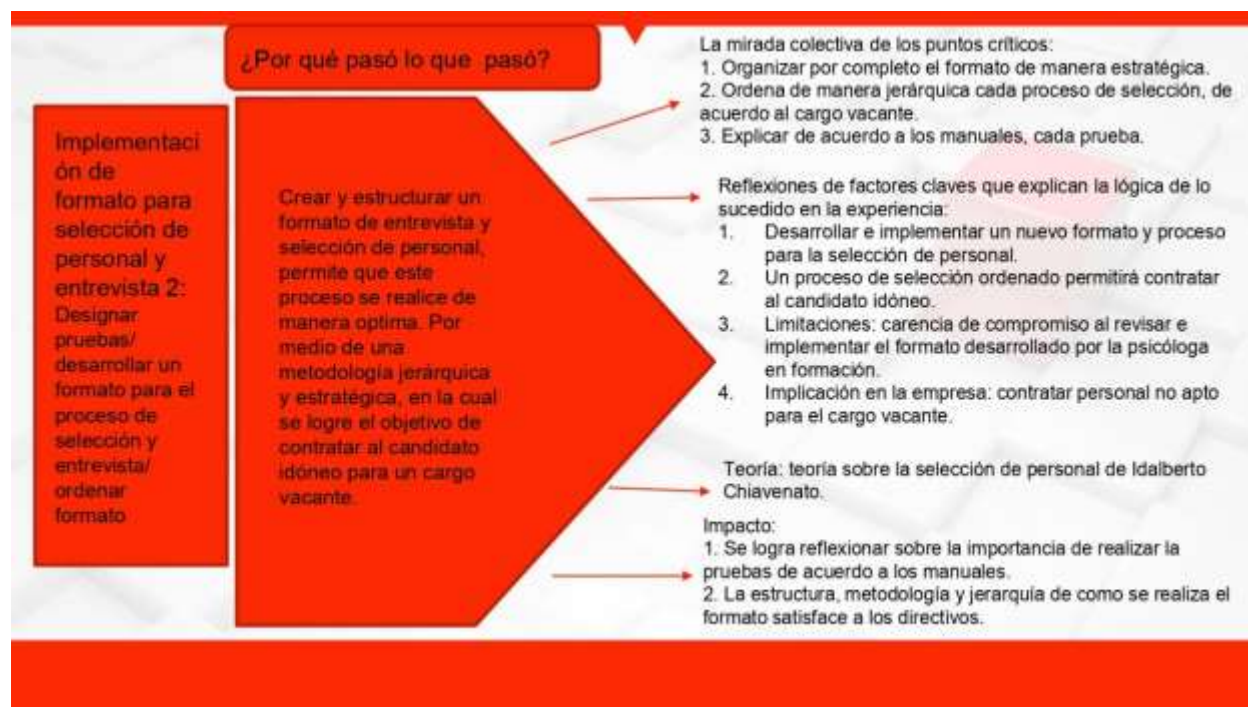 ¿Por qué pasó lo que pasó?
Implementaci
ón de
formato para
selección de
personal y
entrevista 2:
Designar
pruebas/
desarrollar un
formato para el
proceso de
selección y
entrevista/
ordenar
formato
Crear y estructurar un
formato de entrevista y
selección de personal,
permite que este
proceso se realice de
manera optima. Por
medio de una
metodología jerárquica
y estratégica, en la cual
se logre el objetivo de
contratar al candidato
idóneo para un cargo
vacante.
La mirada colectiva de los puntos críticos:
1. Organizar por completo el formato de manera estratégica.
2. Ordena de manera jerárquica cada proceso de selección, de
acuerdo al cargo vacante.
3. Explicar de acuerdo a los manuales, cada prueba.
Reflexiones de factores claves que explican la lógica de lo
sucedido en la experiencia:
1. Desarrollar e implementar un nuevo formato y proceso
para la selección de personal.
2. Un proceso de selección ordenado permitirá contratar
al candidato idóneo.
3. Limitaciones: carencia de compromiso al revisar e
implementar el formato desarrollado por la psicóloga
en formación.
4. Implicación en la empresa: contratar personal no apto
para el cargo vacante.
Teoría: teoría sobre la selección de personal de Idalberto
Chiavenato.
Impacto:
1. Se logra reflexionar sobre la importancia de realizar la
pruebas de acuerdo a los manuales.
2. La estructura, metodología y jerarquía de como se realiza el
formato satisface a los directivos.